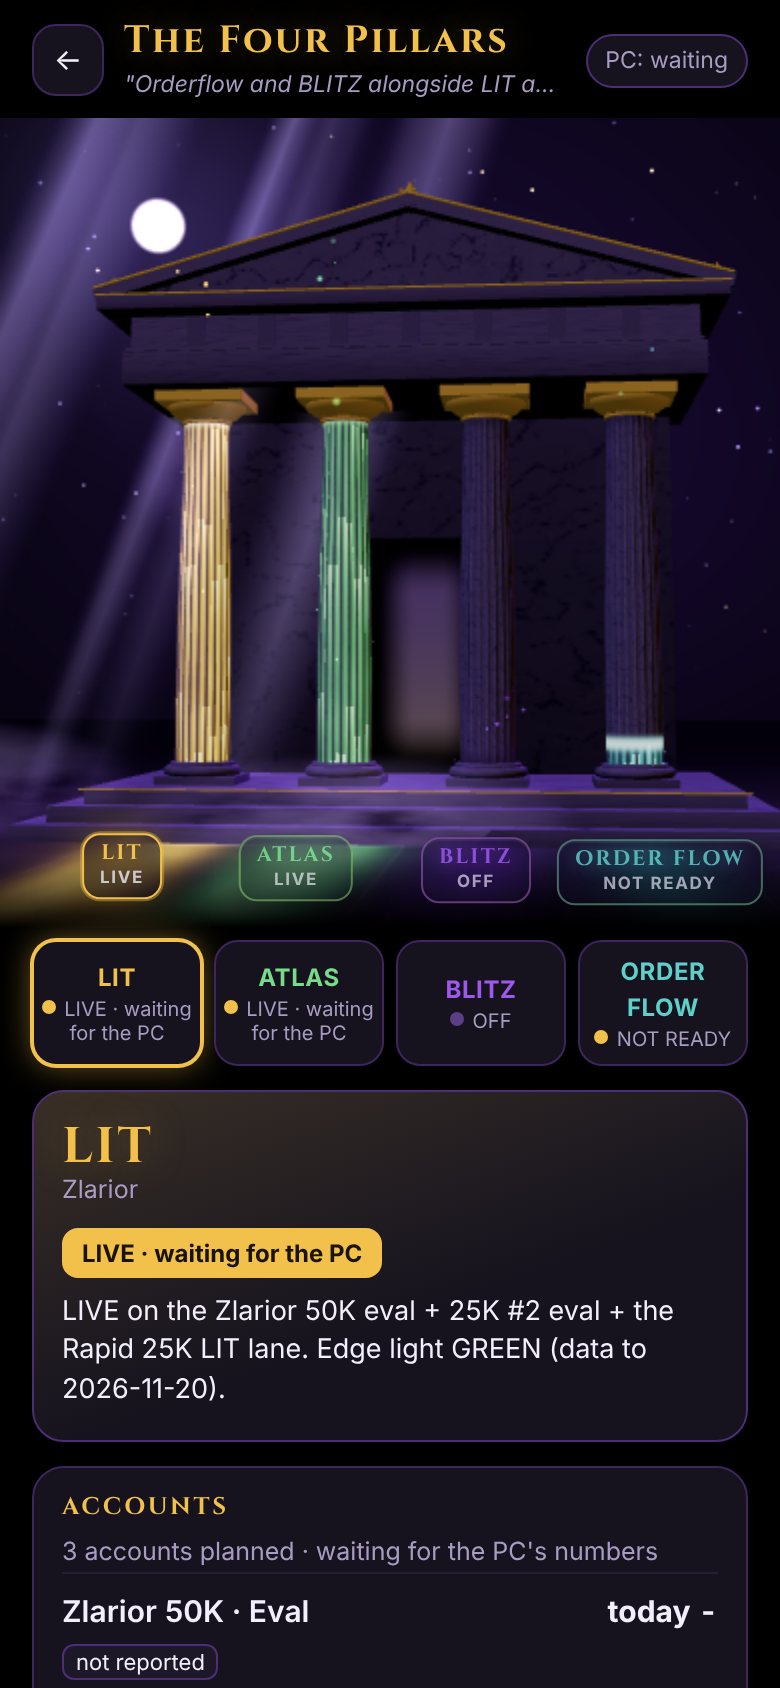 ←
THE FOUR PILLARS
"Orderflow and BLITZ alongside LIT a...
PC: waiting
LIT
LIVE
ATLAS
LIVE
BLITZ
OFF
ORDER FLOW
NOT READY
LIT
LIVE · waiting
for the PC
ATLAS
LIVE · waiting
for the PC
BLITZ
OFF
ORDER
FLOW
NOT READY
LIT
Zlarior
LIVE · waiting for the PC
LIVE on the Zlarior 50K eval + 25K #2 eval + the
Rapid 25K LIT lane. Edge light GREEN (data to
2026-11-20).
ACCOUNTS
3 accounts planned · waiting for the PC's numbers
Zlarior 50K · Eval
today -
not reported